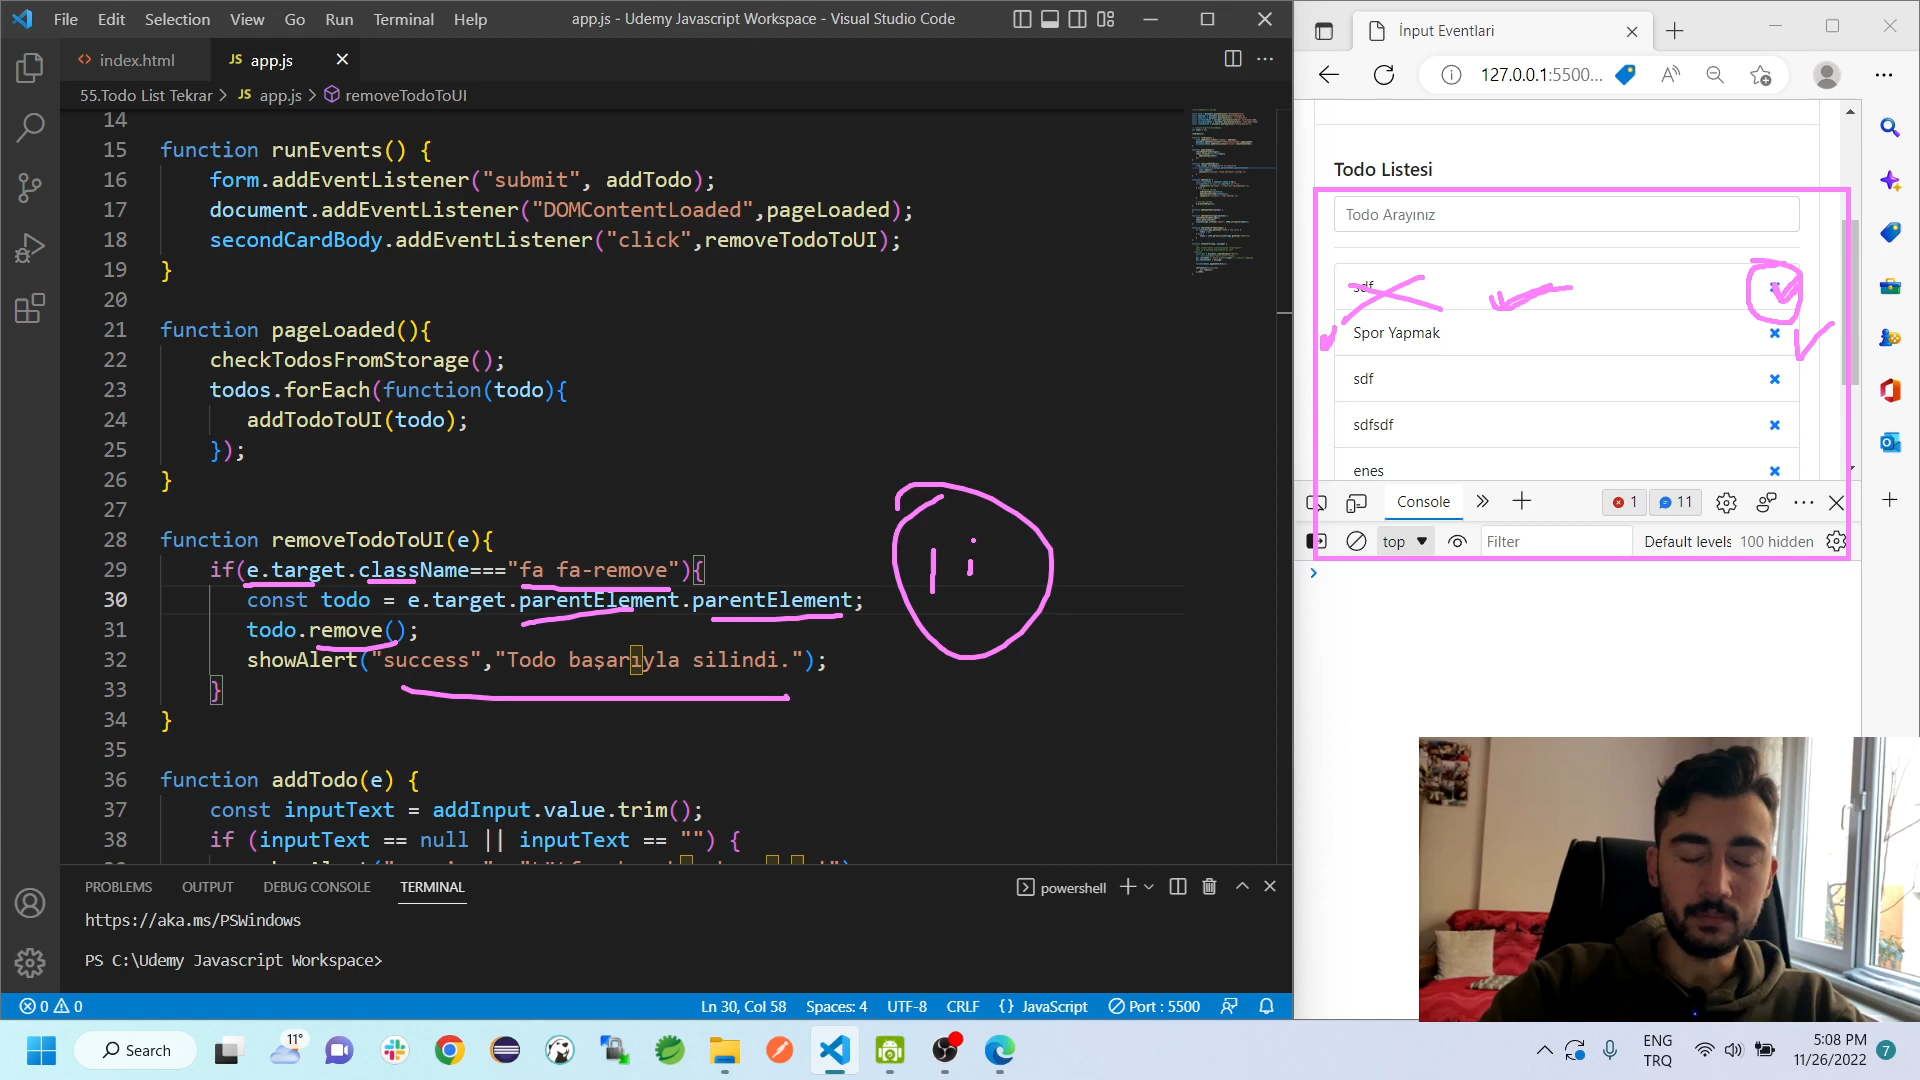 File Edit Selection View Go Run Terminal Help
app.js - Udemy Javascript Workspace - Visual Studio Code
index.html
JS app.js
55.Todo List Tekrar > JS app.js > removeTodoToUI
14
15 function runEvents() {
16 form.addEventListener("submit", addTodo);
17 document.addEventListener("DOMContentLoaded",pageLoaded);
18 secondCardBody.addEventListener("click",removeTodoToUI);
19 }
20
21 function pageLoaded(){
22 checkTodosFromStorage();
23 todos.forEach(function(todo){
24 addTodoToUI(todo);
25 });
26 }
27
28 function removeTodoToUI(e){
29 if(e.target.className==="fa fa-remove"){
30 const todo = e.target.parentElement.parentElement;
31 todo.remove();
32 showAlert("success","Todo başarıyla silindi.");
33 }
34 }
35
36 function addTodo(e) {
37 const inputText = addInput.value.trim();
38 if (inputText == null || inputText == "") {
li
PROBLEMS OUTPUT DEBUG CONSOLE TERMINAL
powershell
https://aka.ms/PSWindows
PS C:\Udemy Javascript Workspace>
0 0
Ln 30, Col 58 Spaces: 4 UTF-8 CRLF {} JavaScript Port : 5500
İnput Eventlari
127.0.0.1:5500...
Todo Listesi
Todo Arayınız
sdf
Spor Yapmak
sdf
sdfsdf
enes
Console
1
11
top
Filter
Default levels
100 hidden
11°
Search
ENG
TRQ
5:08 PM
11/26/2022
7